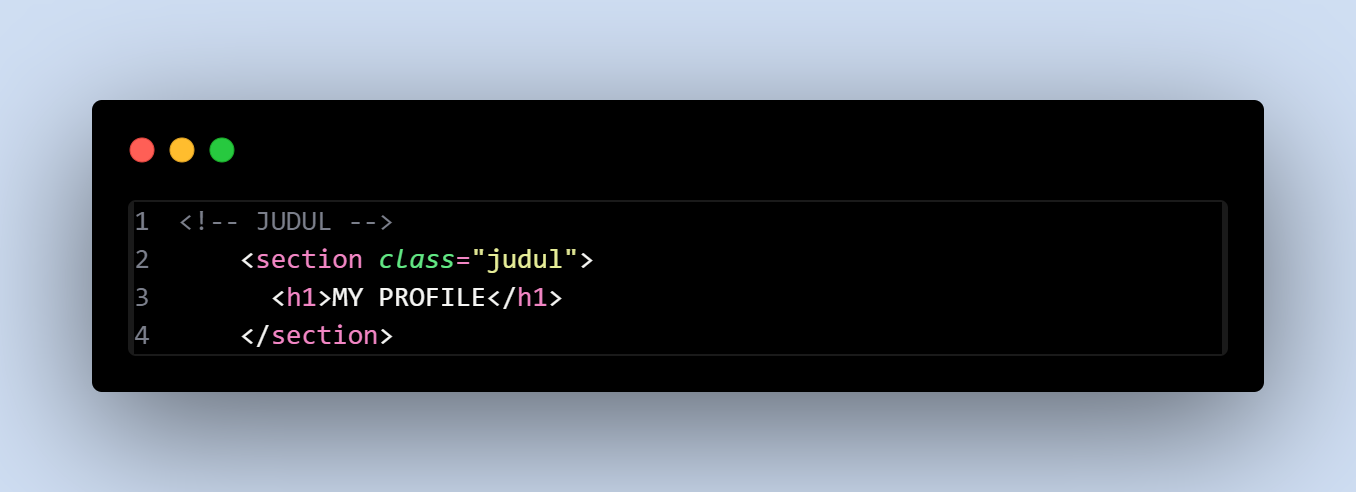 1 <!-- JUDUL -->
2     <section class="judul">
3       <h1>MY PROFILE</h1>
4     </section>